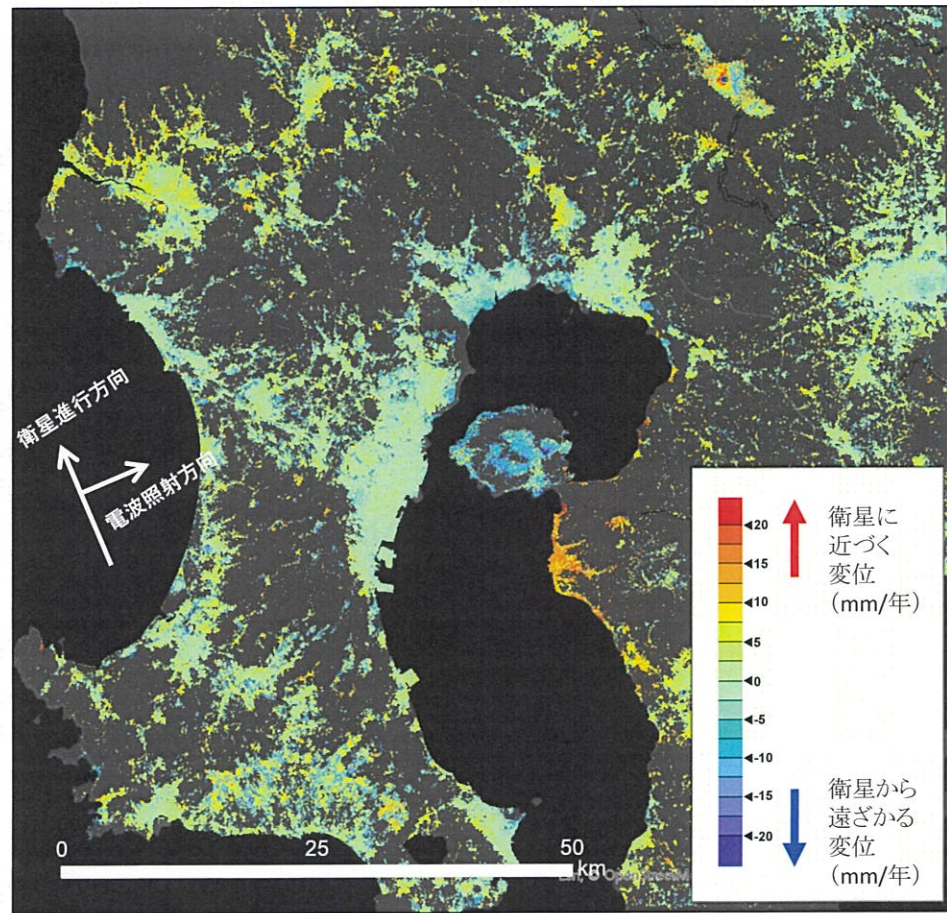 衛星進行方向
電波照射方向
0
25
50
km
20
15
10
5
0
-5
-10
-15
-20
衛星に
近づく
変位
(mm/年)
衛星から
遠ざかる
変位
(mm/年)